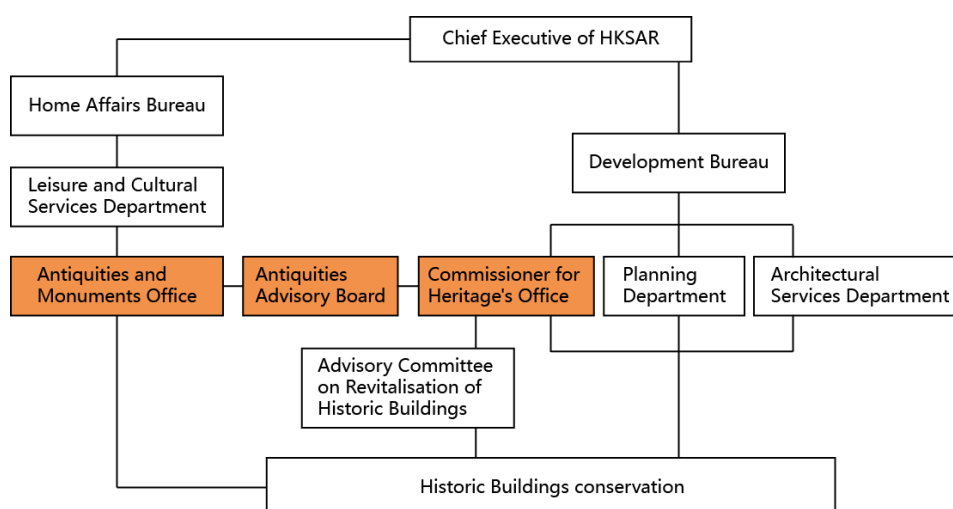 Chief Executive of HKSAR
Home Affairs Bureau
Development Bureau
Leisure and Cultural
Services Department
Antiquities and
Monuments Office
Antiquities
Advisory Board
Commissioner for
Heritage's Office
Planning
Department
Architectural
Services Department
Advisory Committee
on Revitalisation of
Historic Buildings
Historic Buildings conservation